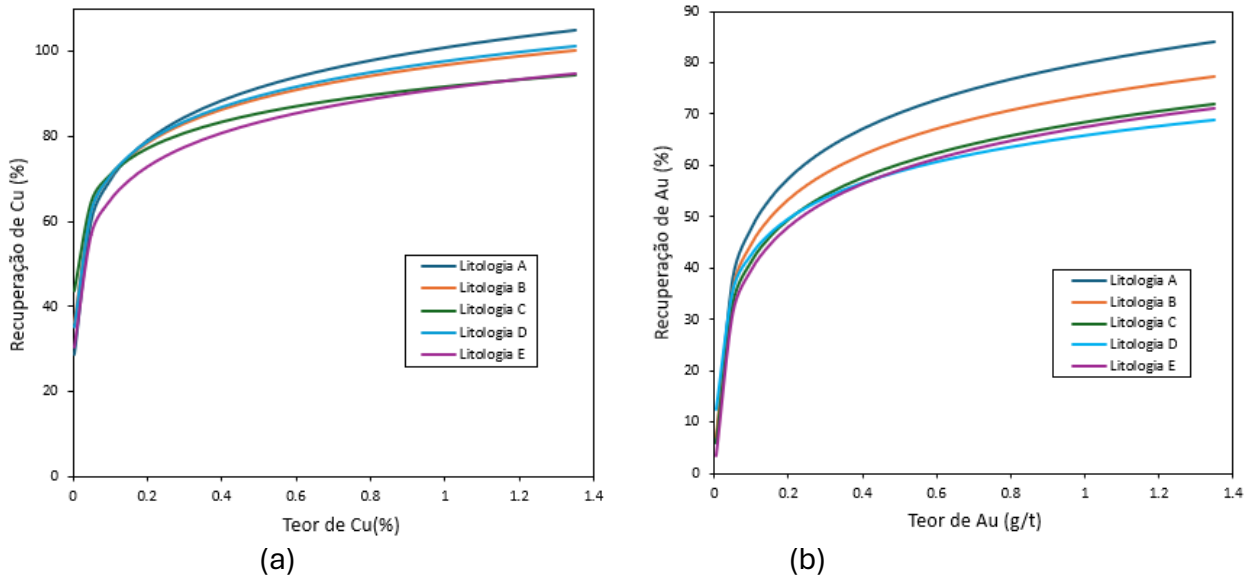 Recuperação de Cu (%)
100
80
60
40
20
0
Litologia A
Litologia B
Litologia C
Litologia D
Litologia E
0 0.2 0.4 0.6 0.8 1 1.2 1.4
Teor de Cu(%)
(a)
Recuperação de Au (%)
90
80
70
60
50
40
30
20
10
0
Litologia A
Litologia B
Litologia C
Litologia D
Litologia E
0 0.2 0.4 0.6 0.8 1 1.2 1.4
Teor de Au (g/t)
(b)